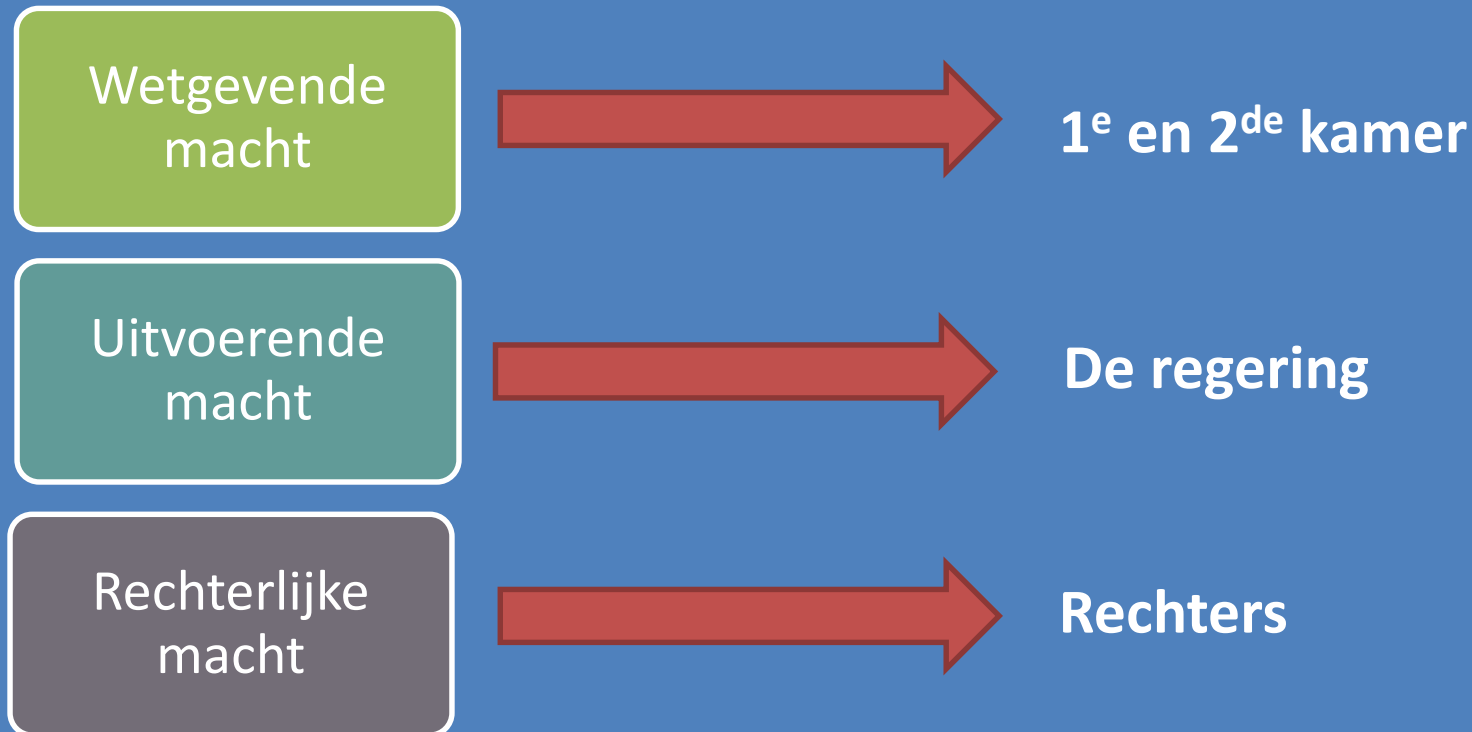 Wetgevende
macht
1e en 2de kamer
Uitvoerende
macht
De regering
Rechterlijke
macht
Rechters